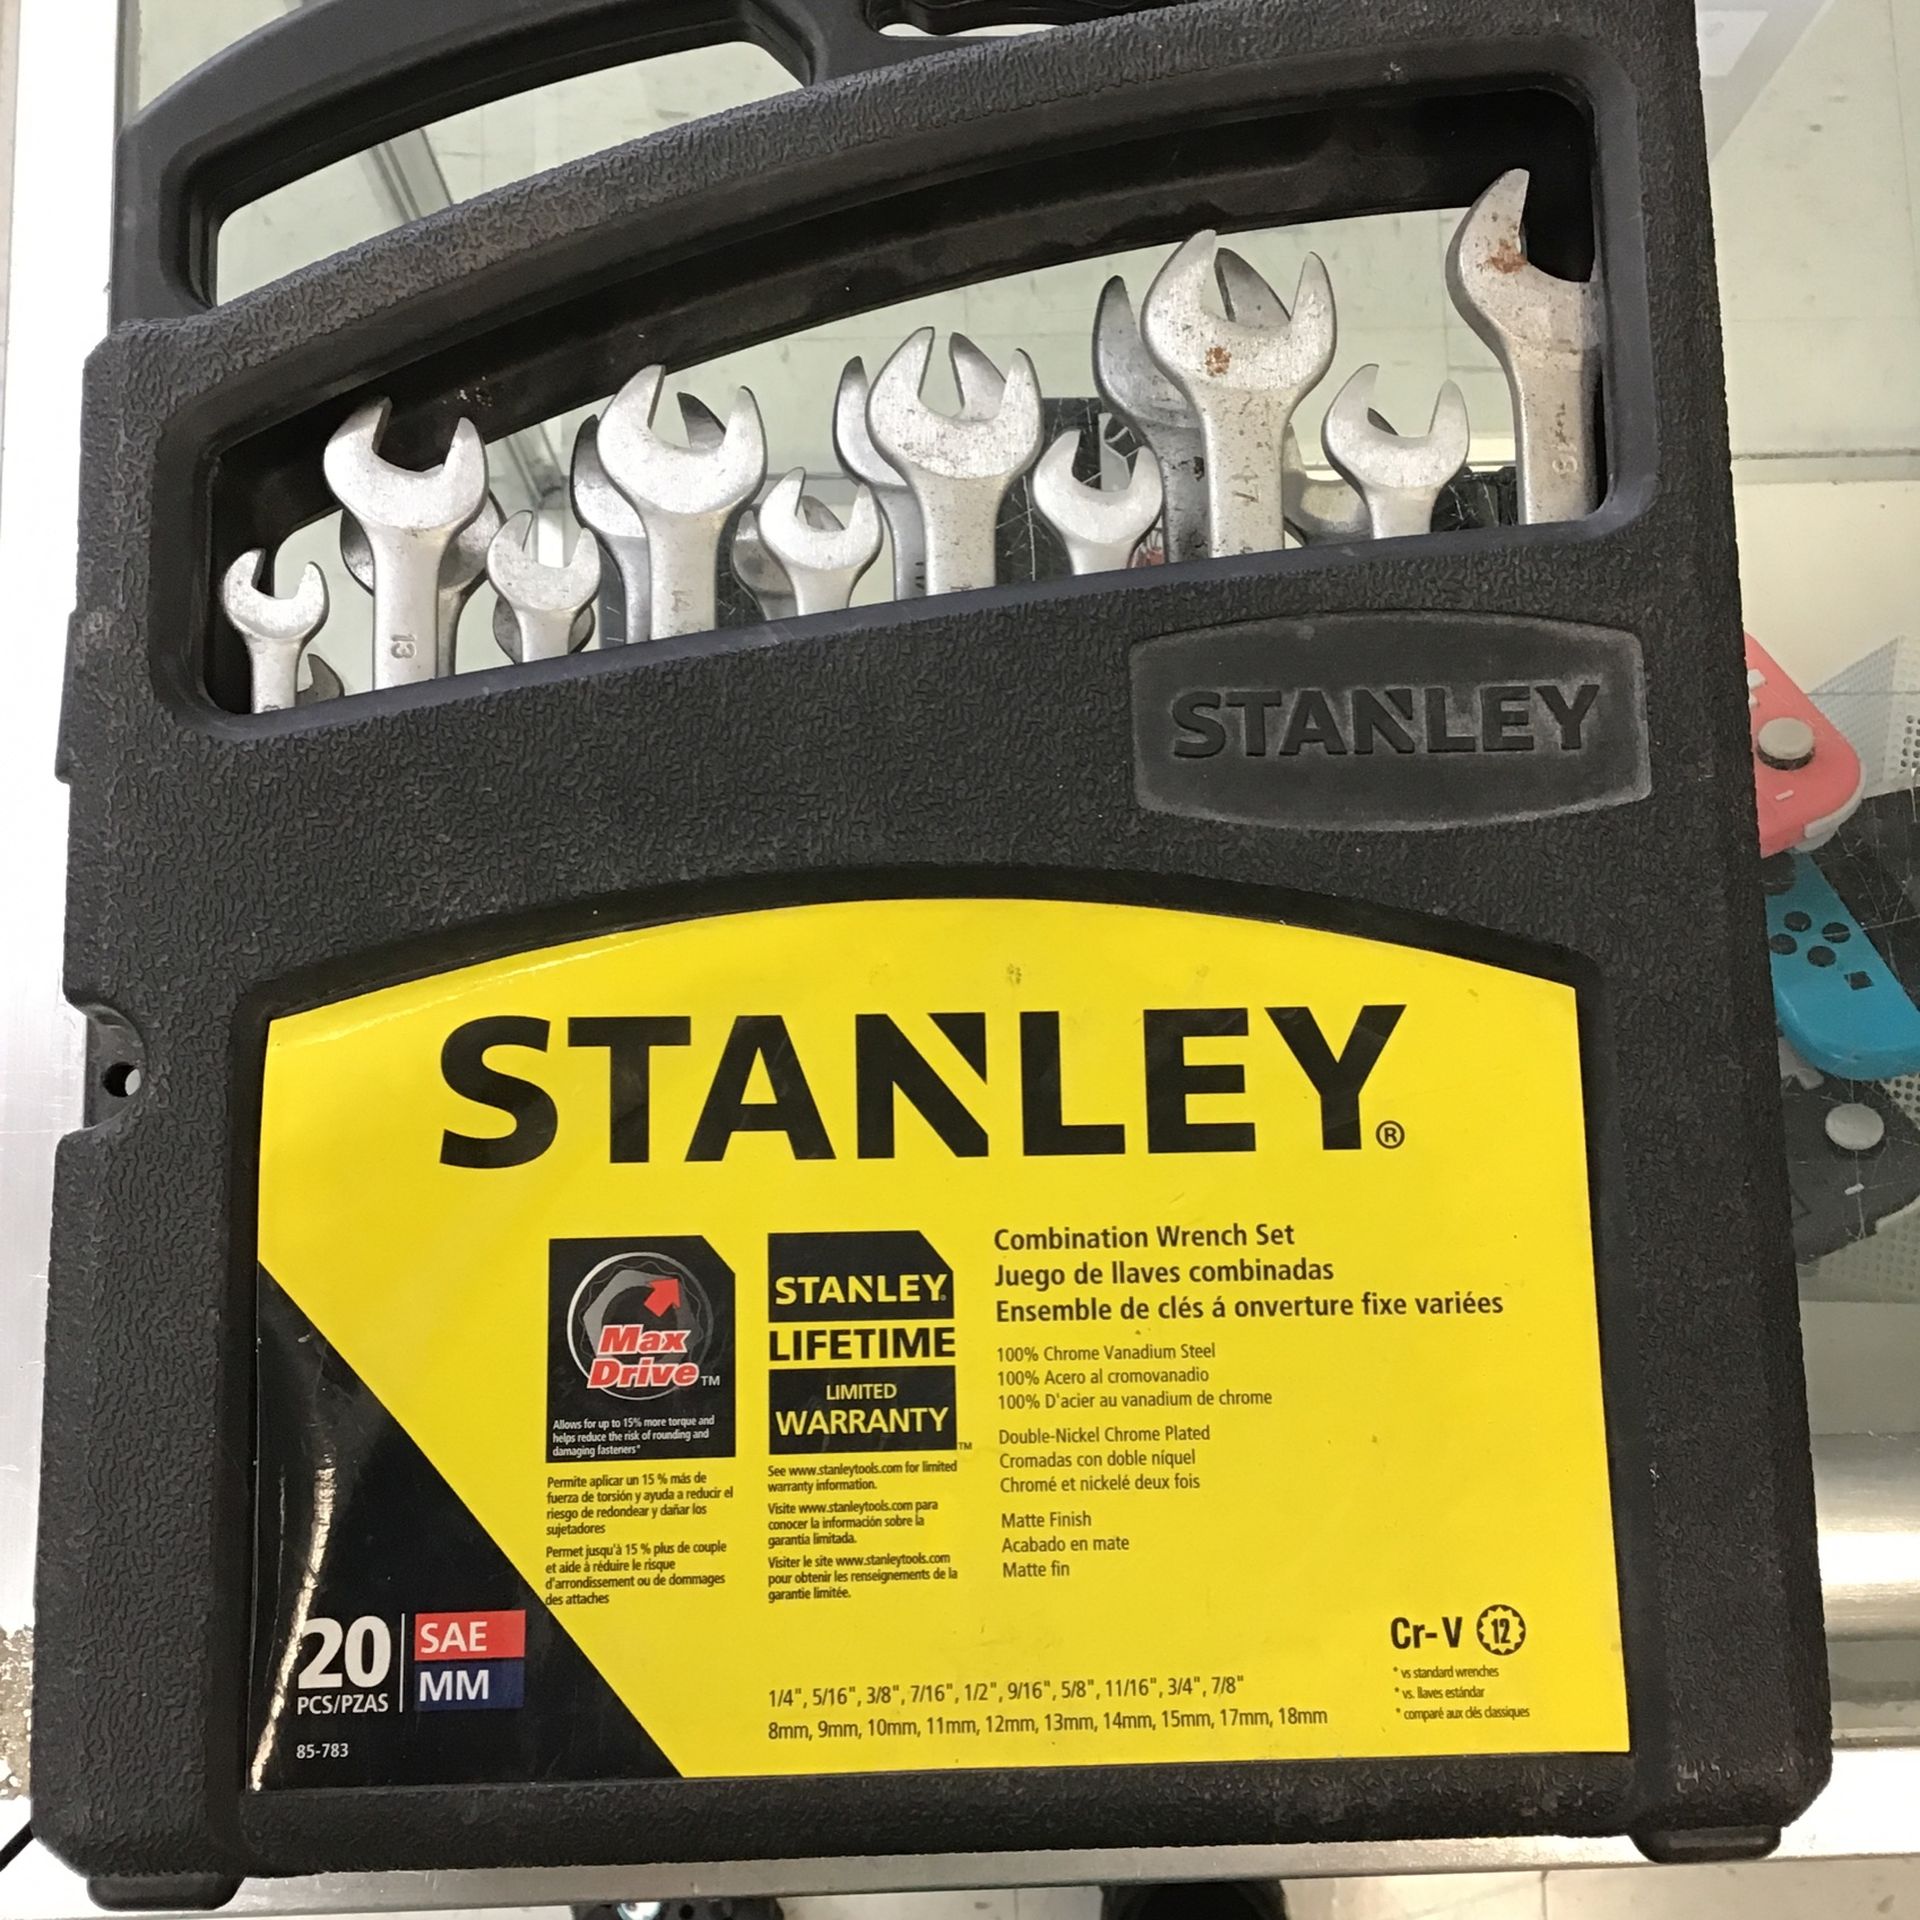 13
14
17
7/8
STANLEY
STANLEY®
Max
Drive™
Allows for up to 15% more torque and
helps reduce the risk of rounding and
damaging fasteners*
Permite aplicar un 15 % más de
fuerza de torsión y ayuda a reducir el
riesgo de redondear y dañar los
sujetadores
Permet jusqu'à 15 % plus de couple
et aide à réduire le risque
d'arrondissement ou de dommages
des attaches
STANLEY
LIFETIME
LIMITED
WARRANTY™
See www.stanleytools.com for limited
warranty information.
Visite www.stanleytools.com para
conocer la información sobre la
garantía limitada.
Visiter le site www.stanleytools.com
pour obtenir les renseignements de la
garantie limitée.
Combination Wrench Set
Juego de llaves combinadas
Ensemble de clés á onverture fixe variées
100% Chrome Vanadium Steel
100% Acero al cromovanadio
100% D'acier au vanadium de chrome
Double-Nickel Chrome Plated
Cromadas con doble níquel
Chromé et nickelé deux fois
Matte Finish
Acabado en mate
Matte fin
20
PCS/PZAS
SAE
MM
85-783
1/4", 5/16", 3/8", 7/16", 1/2", 9/16", 5/8", 11/16", 3/4", 7/8"
8mm, 9mm, 10mm, 11mm, 12mm, 13mm, 14mm, 15mm, 17mm, 18mm
Cr-V 12
* vs standard wrenches
* vs. llaves estándar
* comparé aux clés classiques